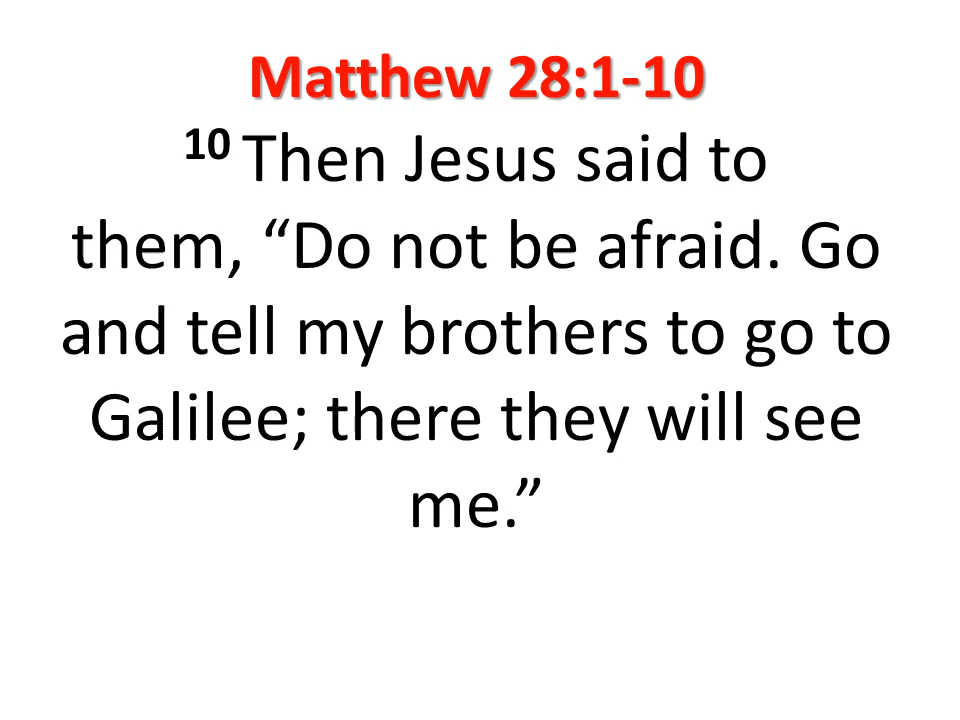 Matthew 28:1-10
10 Then Jesus said to
them, “Do not be afraid. Go
and tell my brothers to go to
Galilee; there they will see
me.”